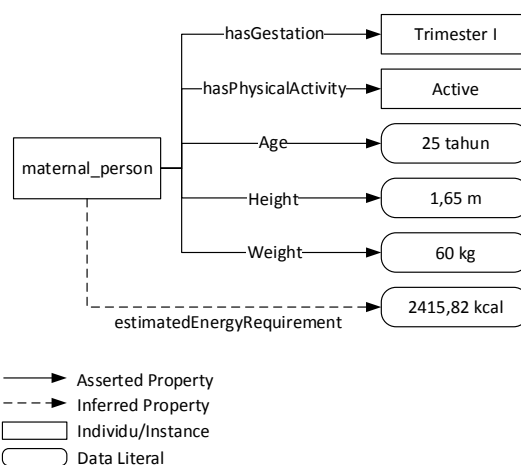 hasGestation
Trimester I
hasPhysicalActivity
Active
Age
25 tahun
maternal_person
Height
1,65 m
Weight
60 kg
2415,82 kcal
estimatedEnergyRequirement
Asserted Property
Inferred Property
Individu/Instance
Data Literal